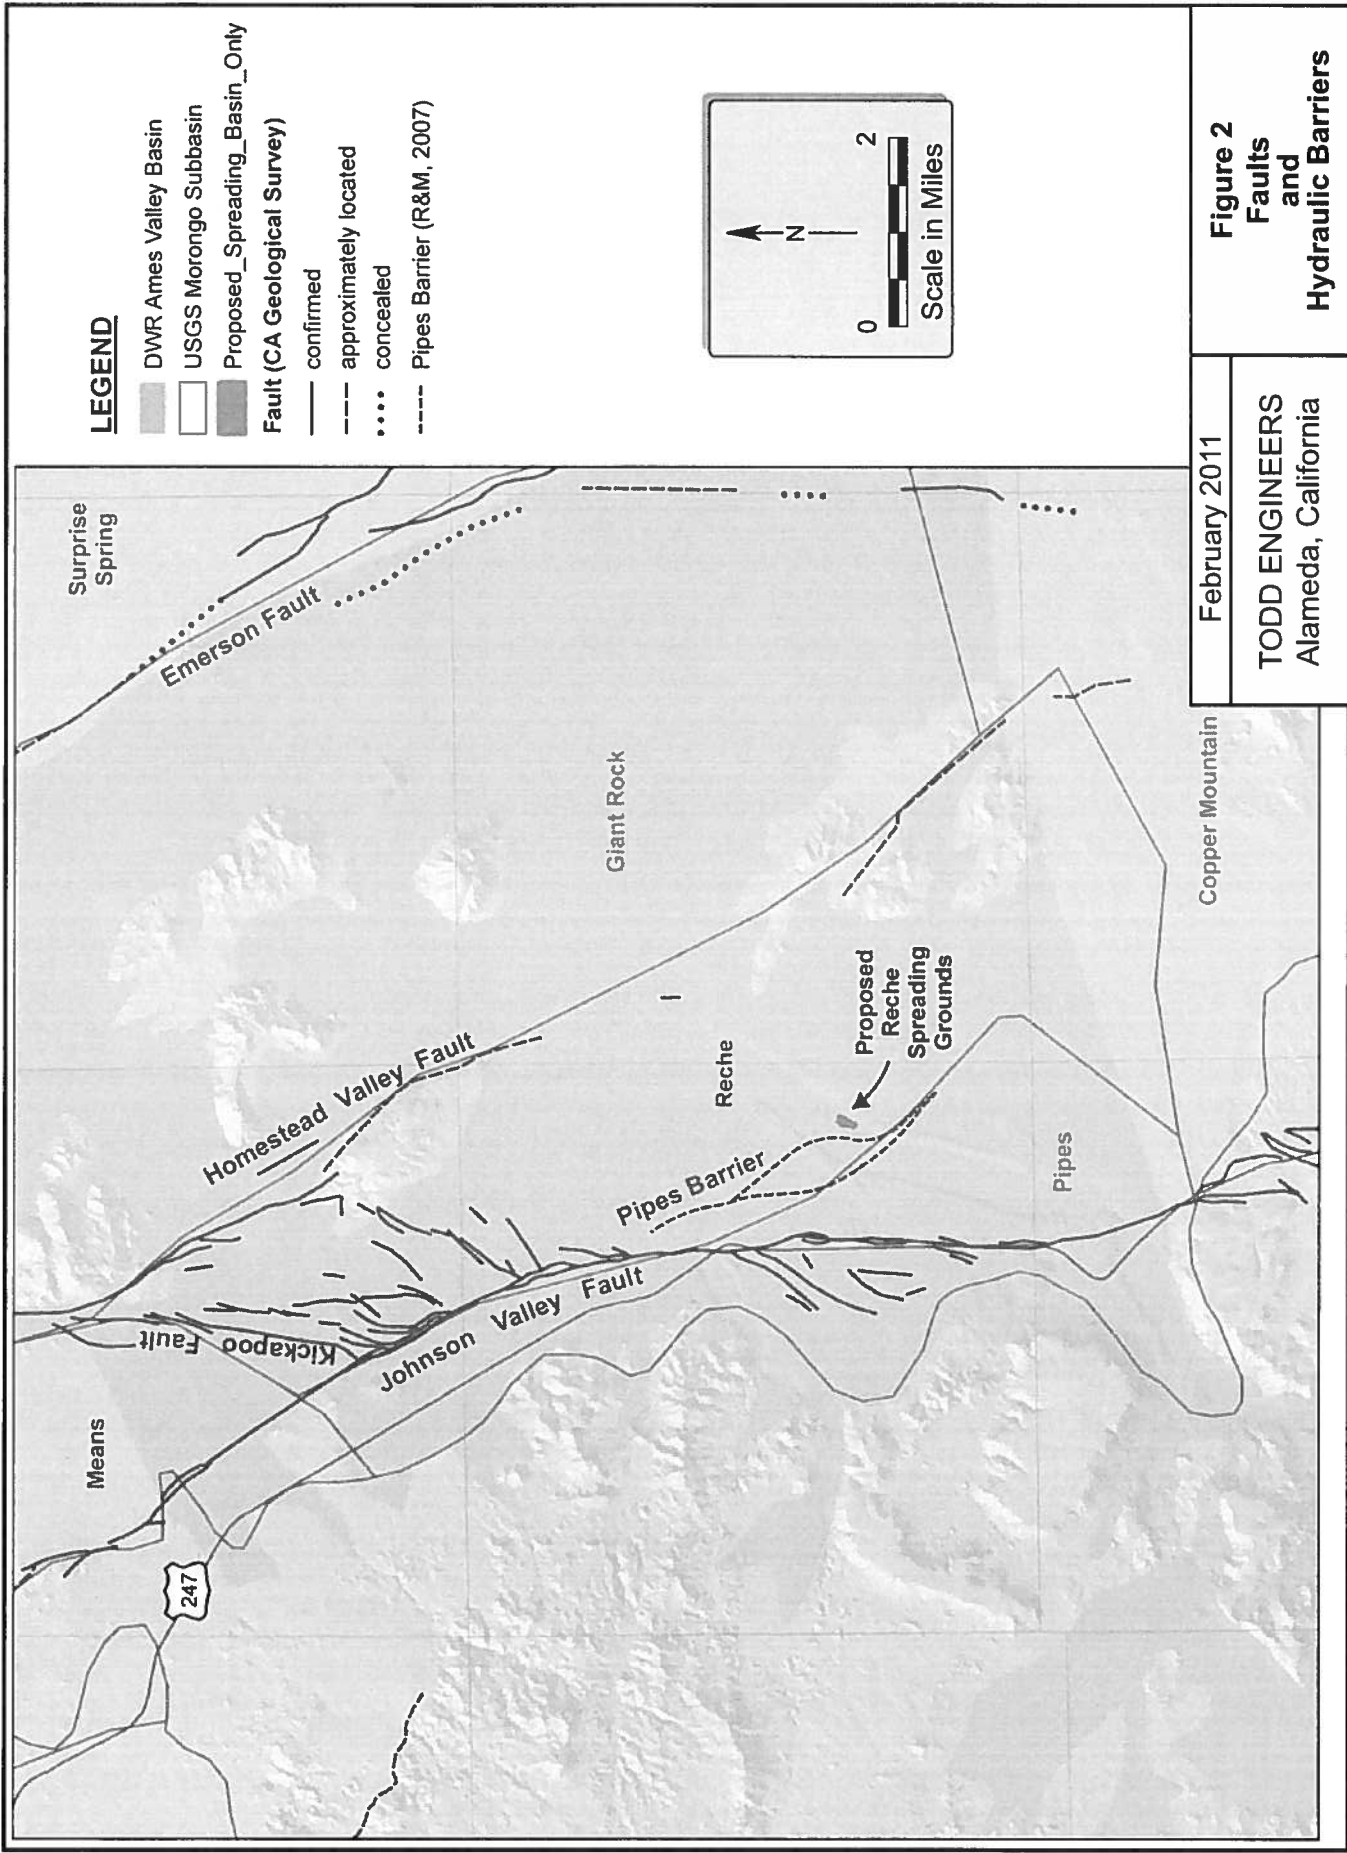 LEGEND
DWR Ames Valley Basin
USGS Morongo Subbasin
Proposed_Spreading_Basin_Only
Fault (CA Geological Survey)
confirmed
approximately located
concealed
Pipes Barrier (R&M, 2007)
N
0 2
Scale in Miles
Surprise
Spring
Emerson Fault
Means
247
Kickapoo Fault
Homestead Valley Fault
Johnson Valley Fault
Giant Rock
Reche
Pipes Barrier
Proposed
Reche
Spreading
Grounds
Pipes
Copper Mountain
February 2011
TODD ENGINEERS
Alameda, California
Figure 2
Faults
and
Hydraulic Barriers